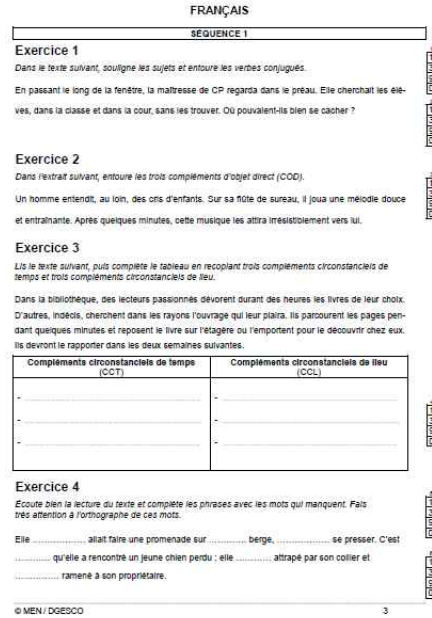 FRANÇAIS
SÉQUENCE 1
Exercice 1
Dans le texte suivant, souligne les sujets et entoure les verbes conjugués.
En passant le long de la fenêtre, la maîtresse de CP regarda dans le préau. Elle cherchait les élè-
ves, dans la classe et dans la cour, sans les trouver. Où pouvaient-ils bien se cacher ?
Exercice 2
Dans l'extrait suivant, entoure les trois compléments d'objet direct (COD).
Un homme entendit, au loin, des cris d'enfants. Sur sa flûte de sureau, il joua une mélodie douce
et entraînante. Après quelques minutes, cette musique les attira irrésistiblement vers lui.
Exercice 3
Lis le texte suivant, puis complète le tableau en recopiant trois compléments circonstanciels de
temps et trois compléments circonstanciels de lieu.
Dans la bibliothèque, des lecteurs passionnés dévorent durant des heures les livres de leur choix.
D'autres, indécis, cherchent dans les rayons l'ouvrage qui leur plaira. Ils parcourent les pages pen-
dant quelques minutes et reposent le livre sur l'étagère ou l'emportent pour le découvrir chez eux.
Ils devront le rapporter dans les deux semaines suivantes.
Compléments circonstanciels de temps
(CCT)
Compléments circonstanciels de lieu
(CCL)
- ....................
- ....................
- ....................
- ....................
- ....................
- ....................
Exercice 4
Écoute bien la lecture du texte et complète les phrases avec les mots qui manquent. Fais
très attention à l'orthographe de ces mots.
Elle .................... allait faire une promenade sur .............. berge, .................... se presser. C'est
.............. qu'elle a rencontré un jeune chien perdu ; elle .............. attrapé par son collier et
.................. ramené à son propriétaire.
© MEN / DGESCO
3